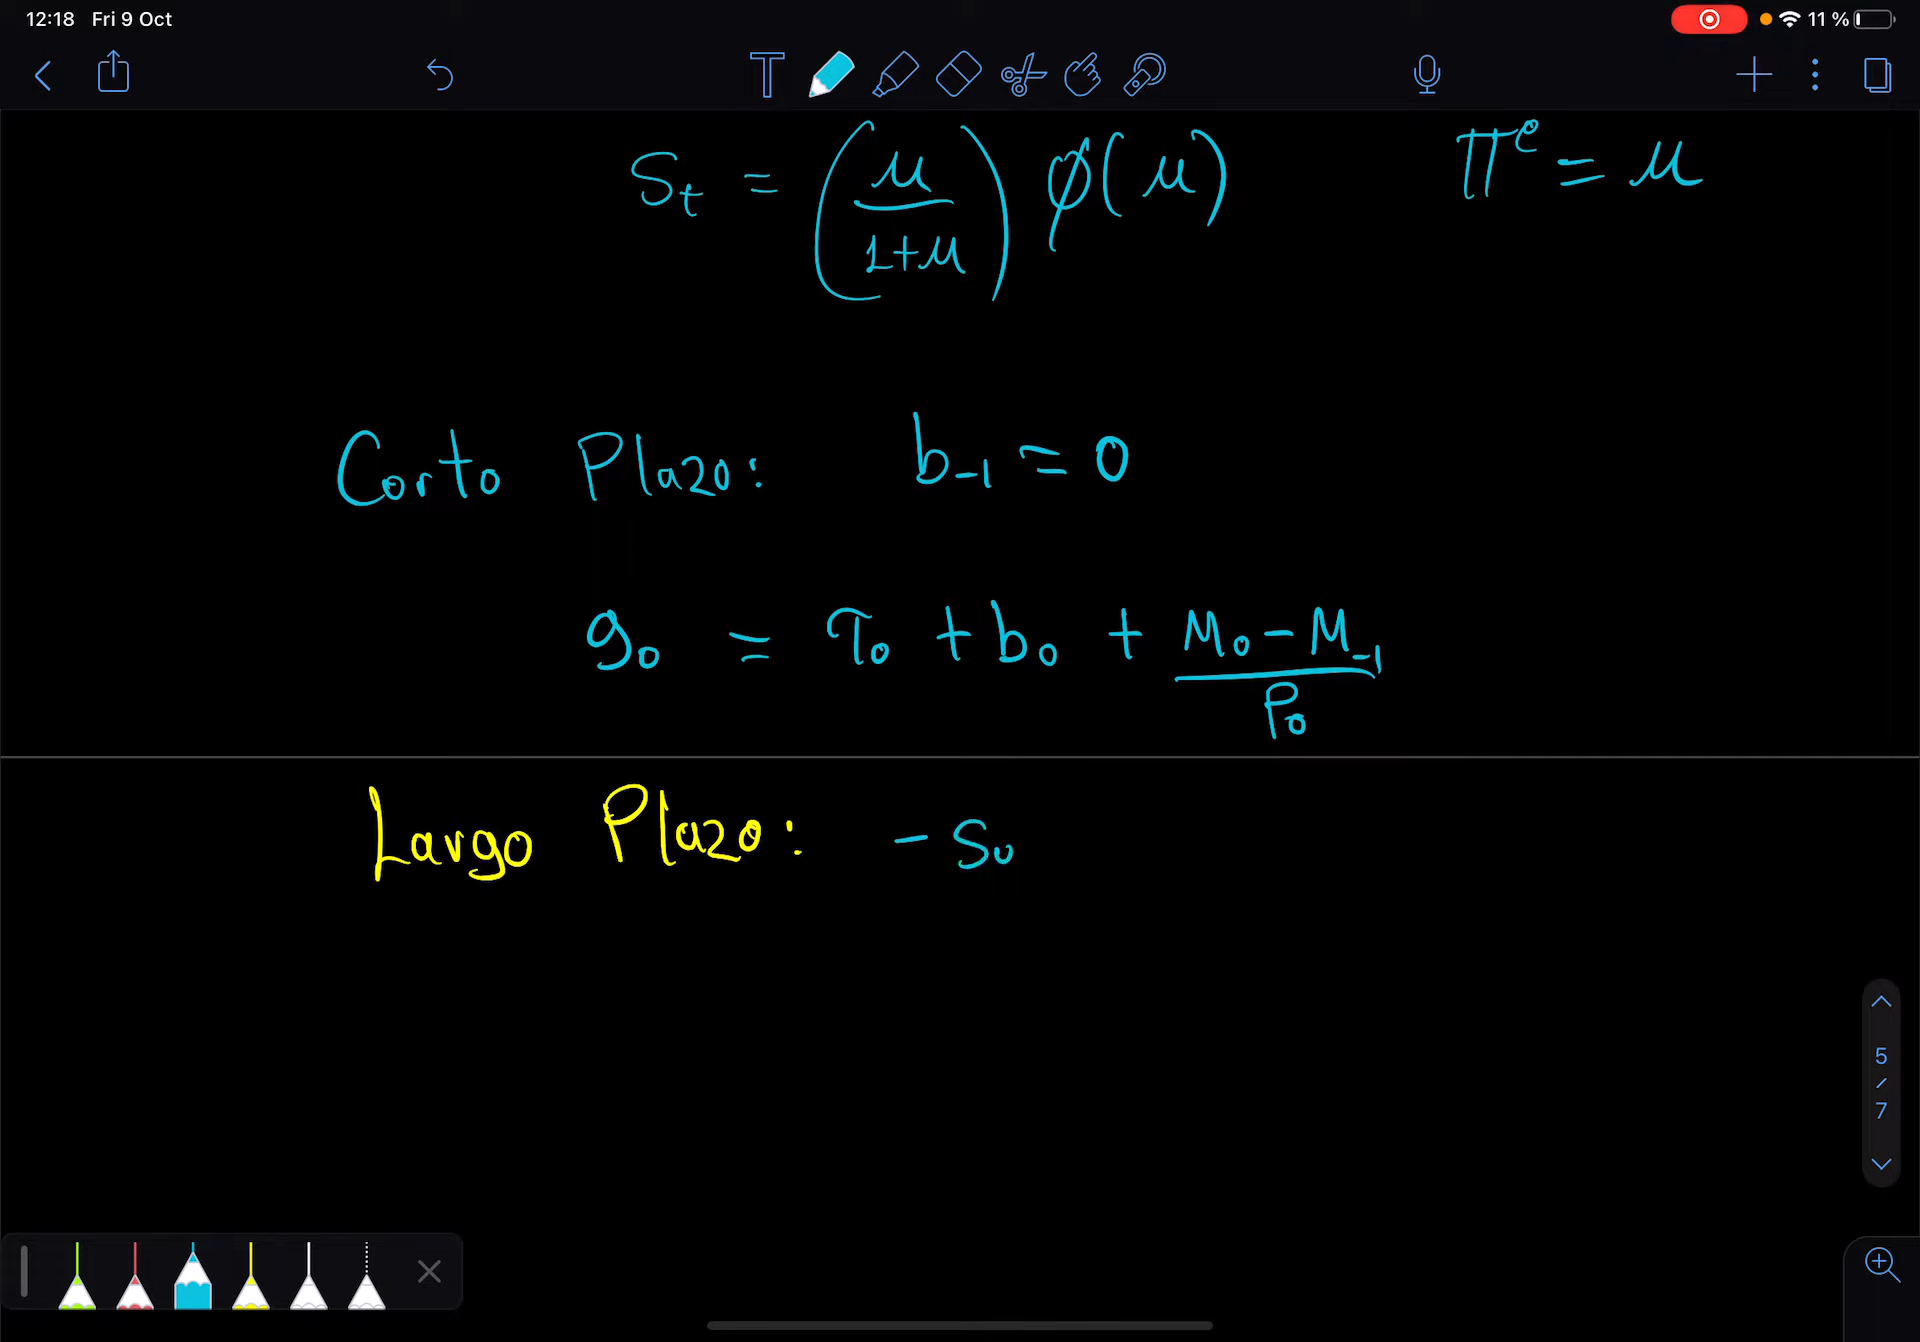 12:18 Fri 9 Oct 11 %
S_t = (μ / (1+μ)) φ(μ) π^e = μ
Corto Plazo: b_{-1} = 0
g_0 = τ_0 + b_0 + (M_0 - M_{-1}) / P_0
Largo Plazo: - S_0
5
/
7